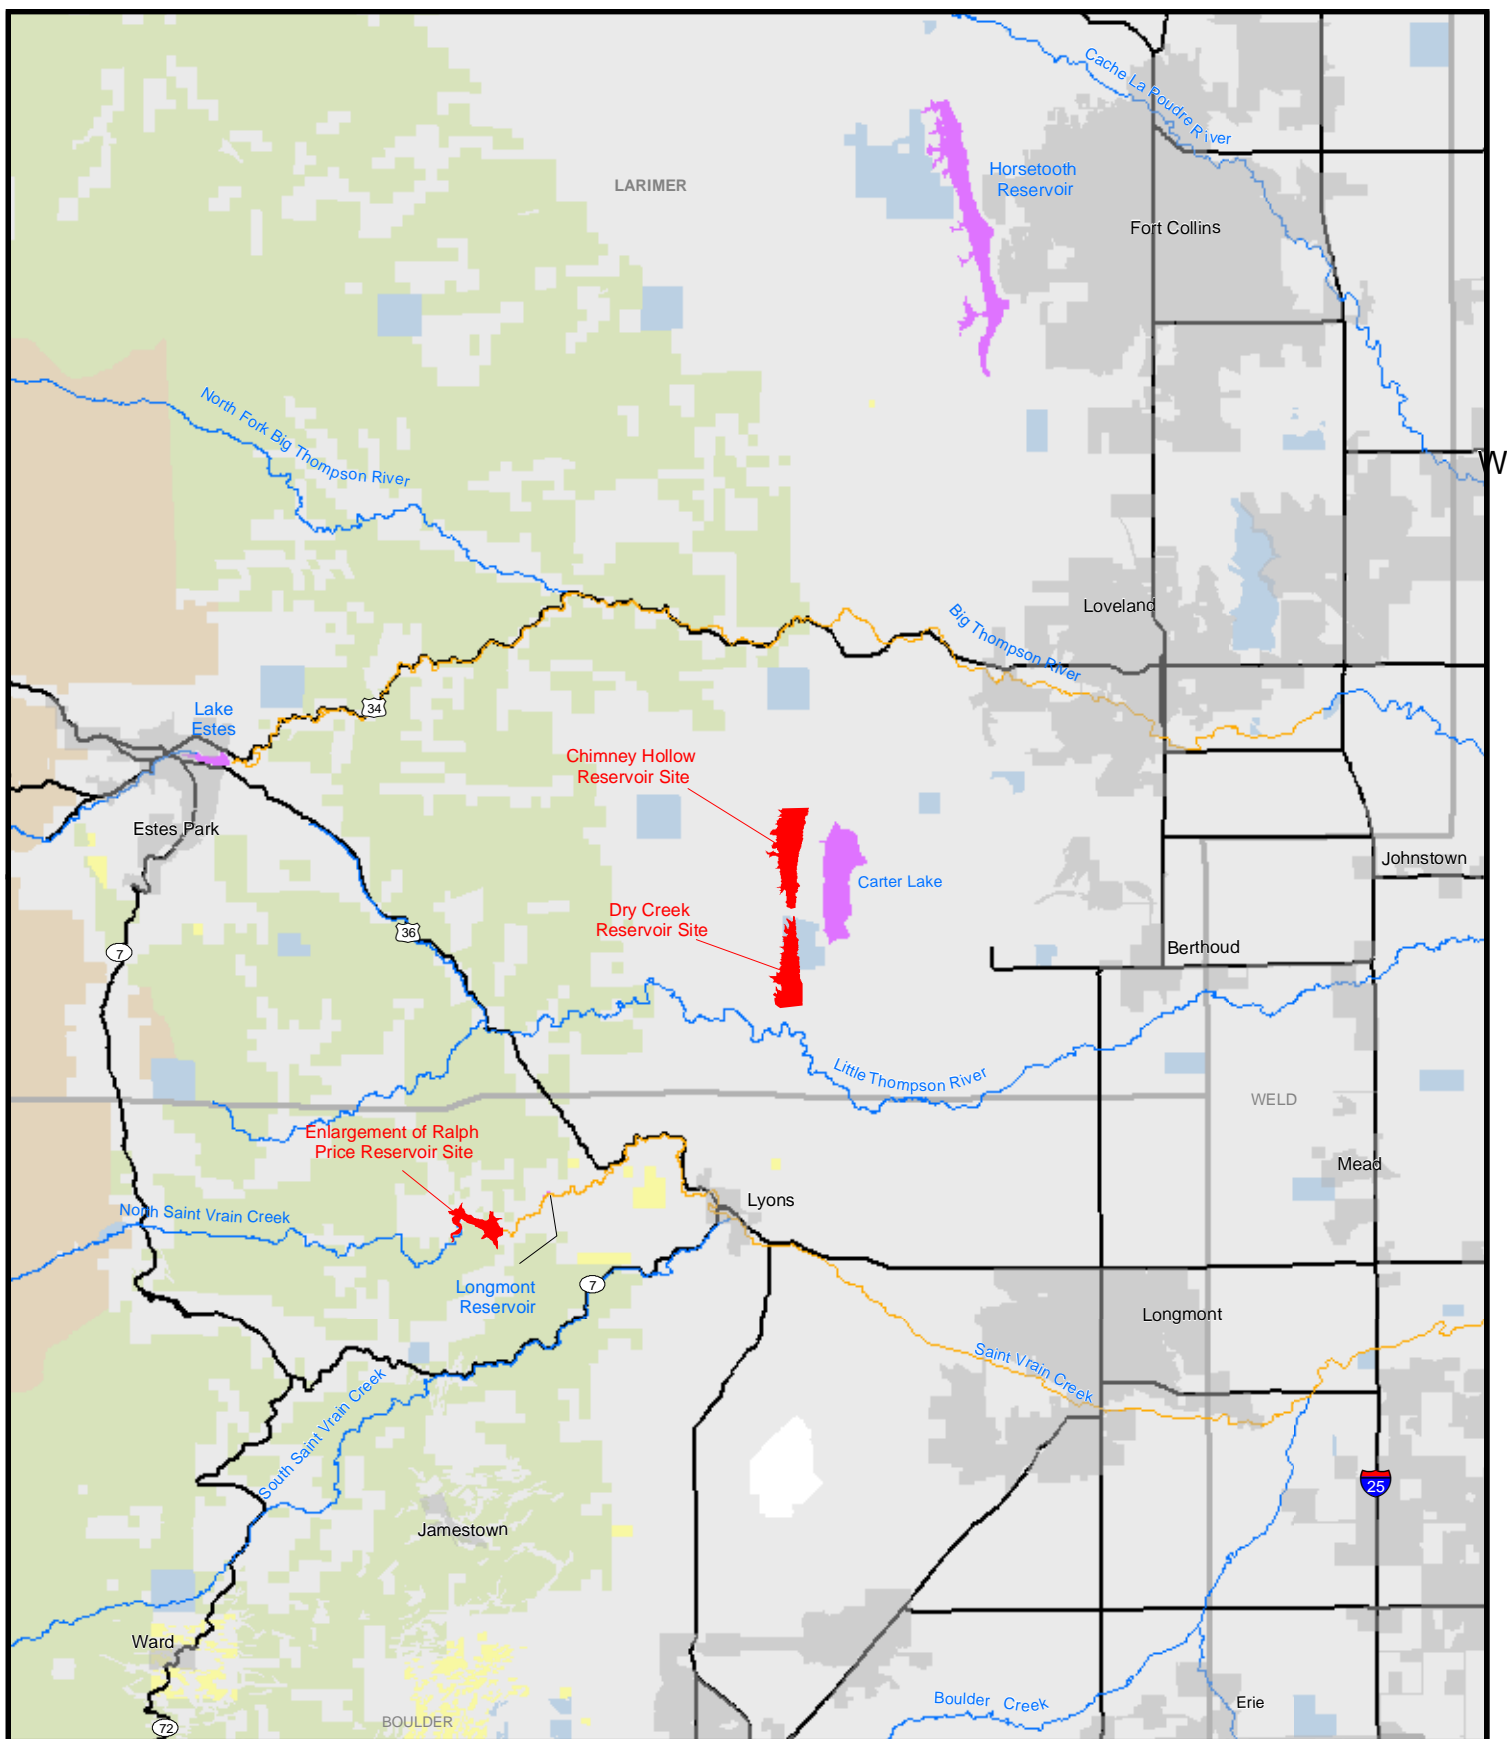 Cache La Poudre River
Horsetooth
Reservoir
LARIMER
Fort Collins
North Fork Big Thompson River
W
Loveland
Big Thompson River
Lake
Estes
34
Chimney Hollow
Reservoir Site
Estes Park
Johnstown
Carter Lake
Dry Creek
Reservoir Site
36
7
Berthoud
Little Thompson River
WELD
Enlargement of Ralph
Price Reservoir Site
Mead
Lyons
North Saint Vrain Creek
Longmont
Reservoir
7
Longmont
Saint Vrain Creek
South Saint Vrain Creek
25
Jamestown
Ward
Boulder Creek
Erie
BOULDER
72